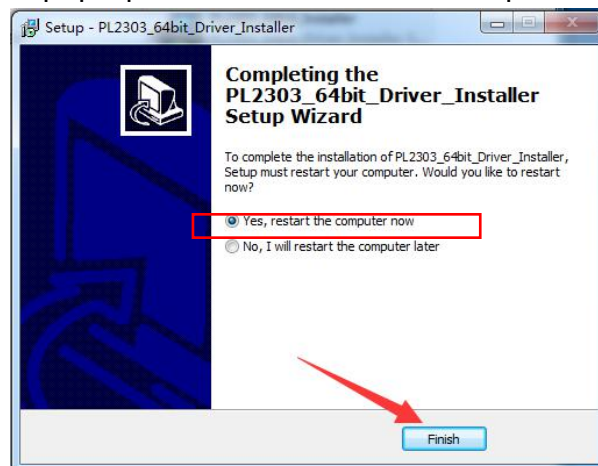 Setup - PL2303_64bit_Driver_Installer
Completing the
PL2303_64bit_Driver_Installer
Setup Wizard
To complete the installation of PL2303_64bit_Driver_Installer,
Setup must restart your computer. Would you like to restart
now?
Yes, restart the computer now
No, I will restart the computer later
Finish